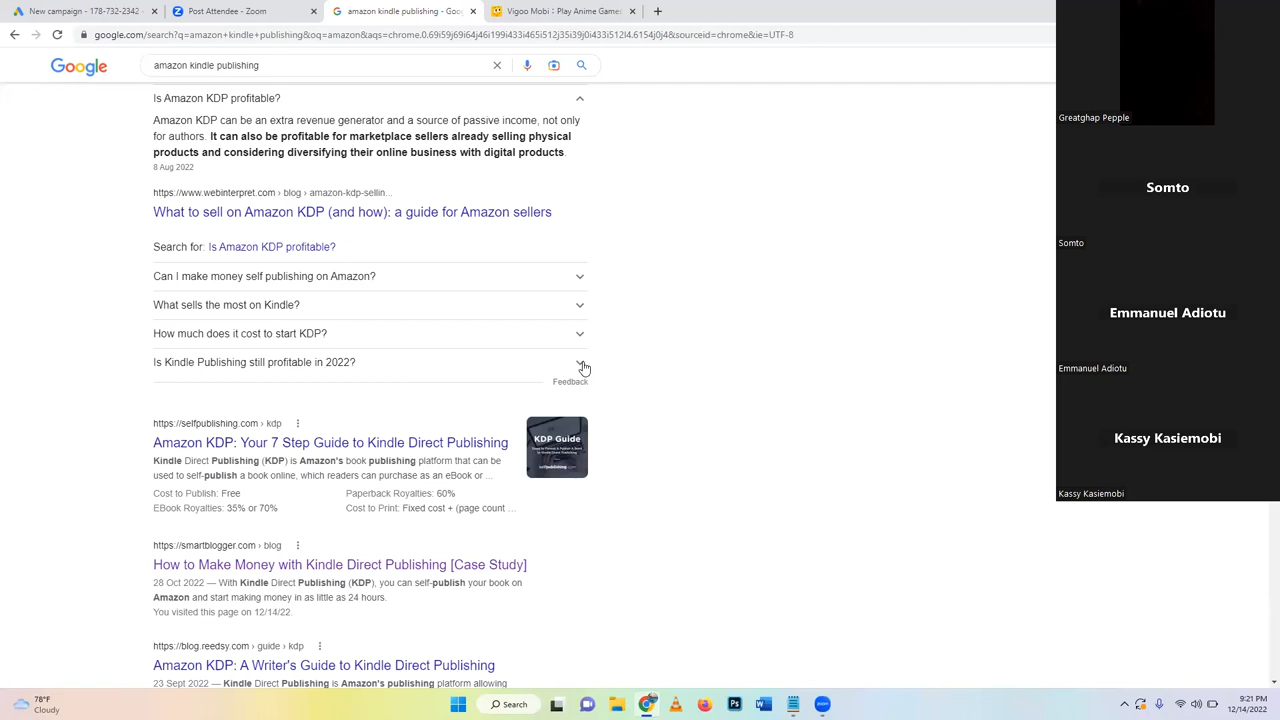 New campaign - 178-732-2342
Post Attendee - Zoom
amazon kindle publishing - Goo
Vigoo Mobi : Play Anime Games
google.com/search?q=amazon+kindle+publishing&oq=amazon&aqs=chrome.0.69i59j69i64j46i199i433i465i512j35i39j0i433i512l4.6154j0j4&sourceid=chrome&ie=UTF-8
Google
amazon kindle publishing
Is Amazon KDP profitable?
Amazon KDP can be an extra revenue generator and a source of passive income, not only
for authors. It can also be profitable for marketplace sellers already selling physical
products and considering diversifying their online business with digital products.
8 Aug 2022
https://www.webinterpret.com › blog › amazon-kdp-sellin...
What to sell on Amazon KDP (and how): a guide for Amazon sellers
Search for: Is Amazon KDP profitable?
Can I make money self publishing on Amazon?
What sells the most on Kindle?
How much does it cost to start KDP?
Is Kindle Publishing still profitable in 2022?
Feedback
https://selfpublishing.com › kdp
Amazon KDP: Your 7 Step Guide to Kindle Direct Publishing
Kindle Direct Publishing (KDP) is Amazon's book publishing platform that can be
used to self-publish a book online, which readers can purchase as an eBook or ...
Cost to Publish: Free
Paperback Royalties: 60%
EBook Royalties: 35% or 70%
Cost to Print: Fixed cost + (page count ...
KDP Guide
https://smartblogger.com › blog
How to Make Money with Kindle Direct Publishing [Case Study]
28 Oct 2022 — With Kindle Direct Publishing (KDP), you can self-publish your book on
Amazon and start making money in as little as 24 hours.
You visited this page on 12/14/22.
https://blog.reedsy.com › guide › kdp
Amazon KDP: A Writer's Guide to Kindle Direct Publishing
23 Sept 2022 — Kindle Direct Publishing is Amazon's publishing platform allowing
Greatghap Pepple
Somto
Somto
Emmanuel Adiotu
Emmanuel Adiotu
Kassy Kasiemobi
Kassy Kasiemobi
78°F
Cloudy
Search
9:21 PM
12/14/2022